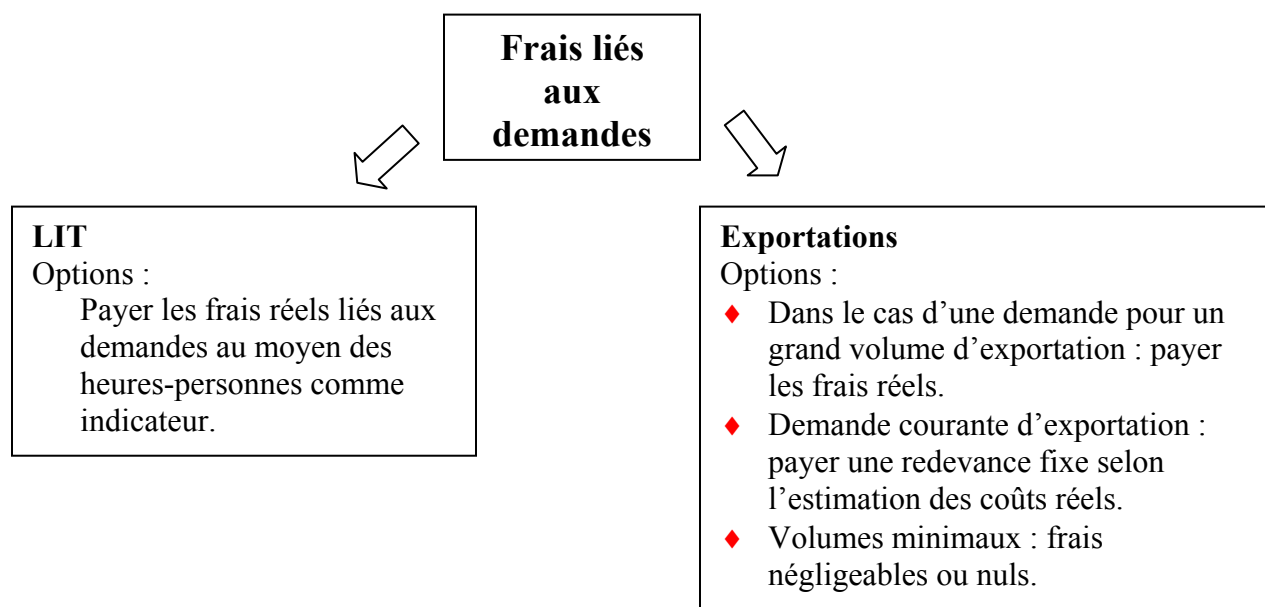 Frais liés
aux
demandes
LIT
Options :
Payer les frais réels liés aux
demandes au moyen des
heures-personnes comme
indicateur.
Exportations
Options :
♦ Dans le cas d’une demande pour un
grand volume d’exportation : payer
les frais réels.
♦ Demande courante d’exportation :
payer une redevance fixe selon
l’estimation des coûts réels.
♦ Volumes minimaux : frais
négligeables ou nuls.